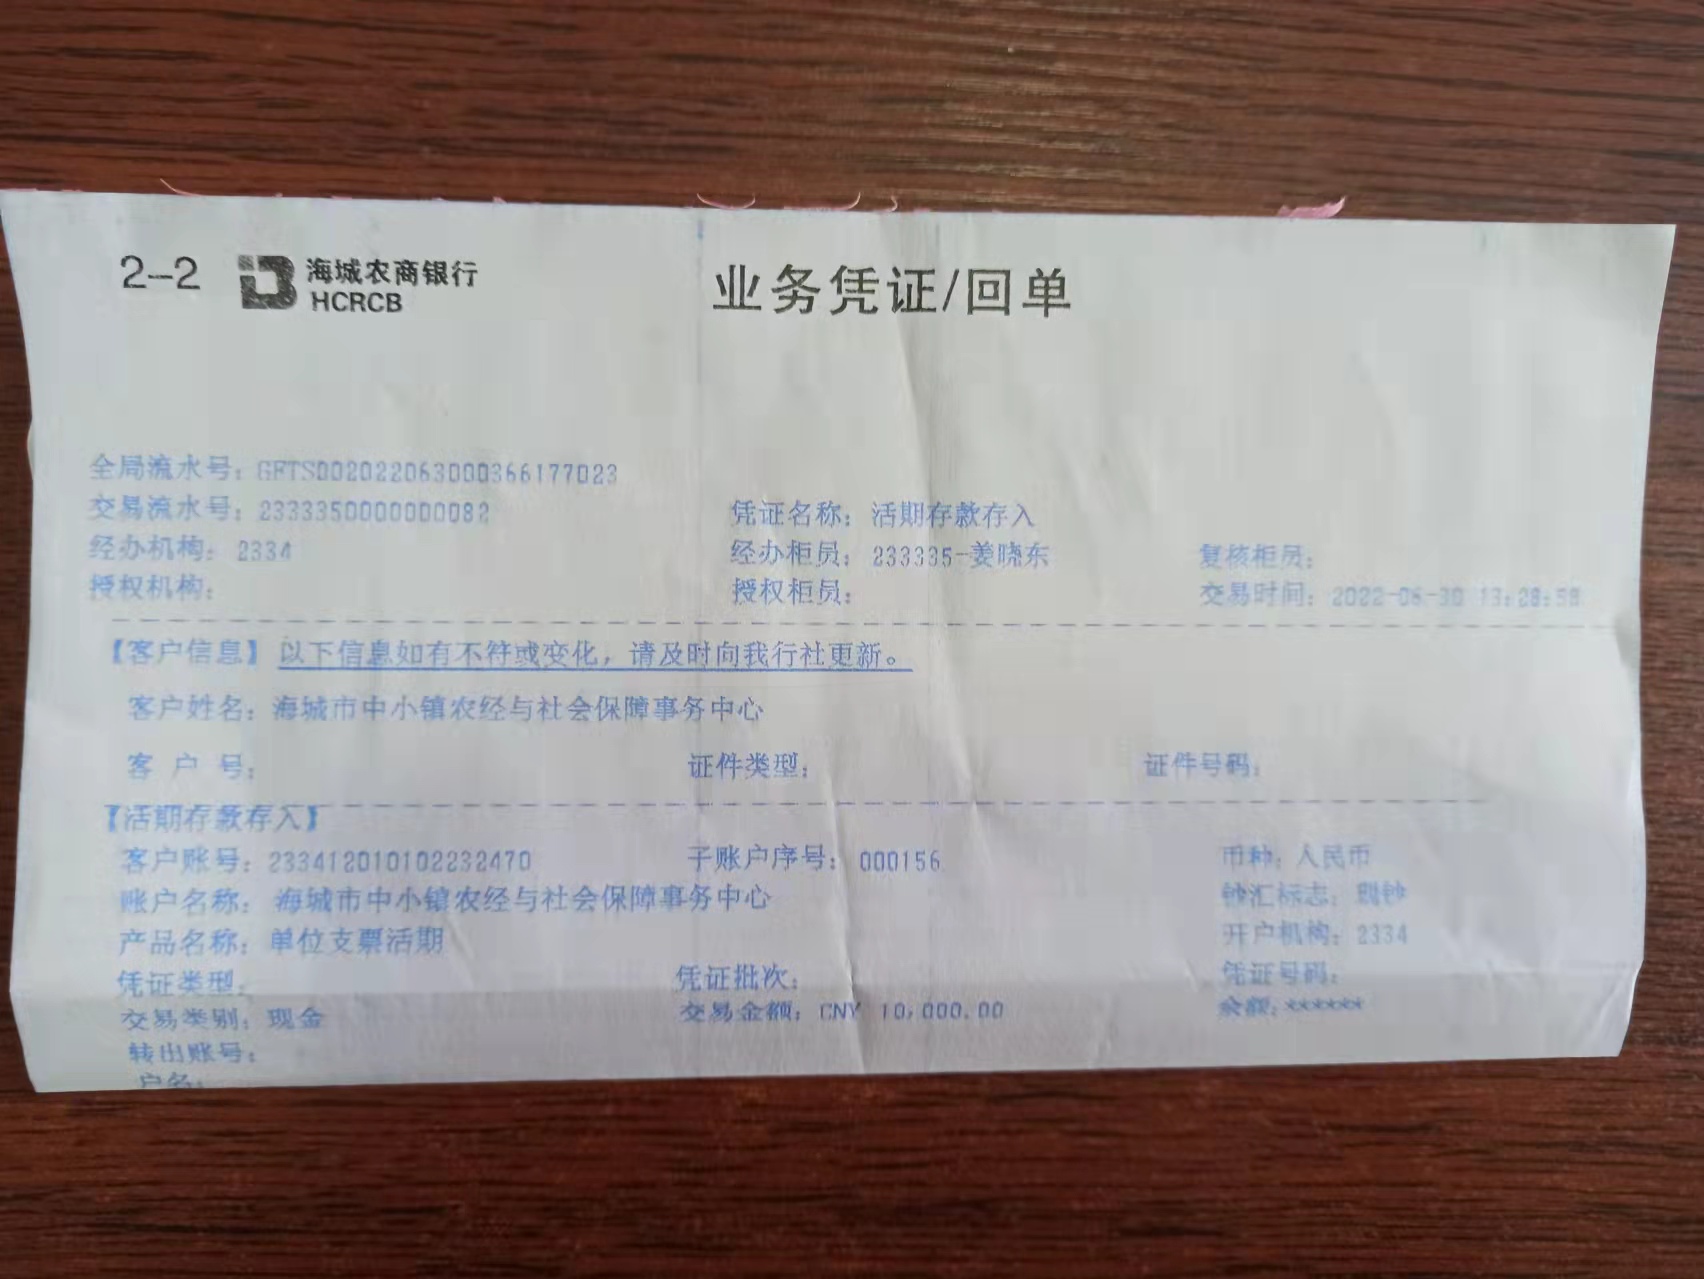 2-2 海城农商银行 业务凭证/回单
HCRCB
全局流水号：GFTS0020220630000366177023
交易流水号：2333350000000082 凭证名称：活期存款存入
经办机构：2334 经办柜员：233335-姜晓东 复核柜员：
授权机构： 授权柜员： 交易时间：2022-06-30 13:28:58
【客户信息】以下信息如有不符或变化，请及时向我行社更新。
客户姓名：海城市中小镇农经与社会保障事务中心
客 户 号： 证件类型： 证件号码：
【活期存款存入】
客户账号：233412010102232470 子账户序号：000156 币种：人民币
账户名称：海城市中小镇农经与社会保障事务中心 钞汇标志：现钞
产品名称：单位支票活期 开户机构：2334
凭证类型： 凭证批次： 凭证号码：
交易类别：现金 交易金额：CNY 10,000.00 余额：******
转出账号：
户名：